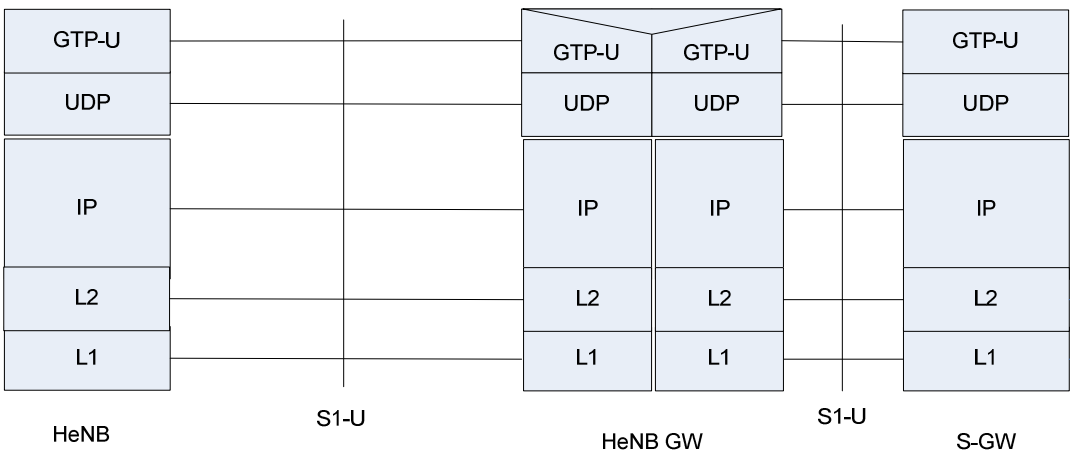 GTP-U
GTP-U
GTP-U
GTP-U
UDP
UDP
UDP
UDP
IP
IP
IP
IP
L2
L2
L2
L2
L1
L1
L1
L1
S1-U
S1-U
HeNB
HeNB GW
S-GW